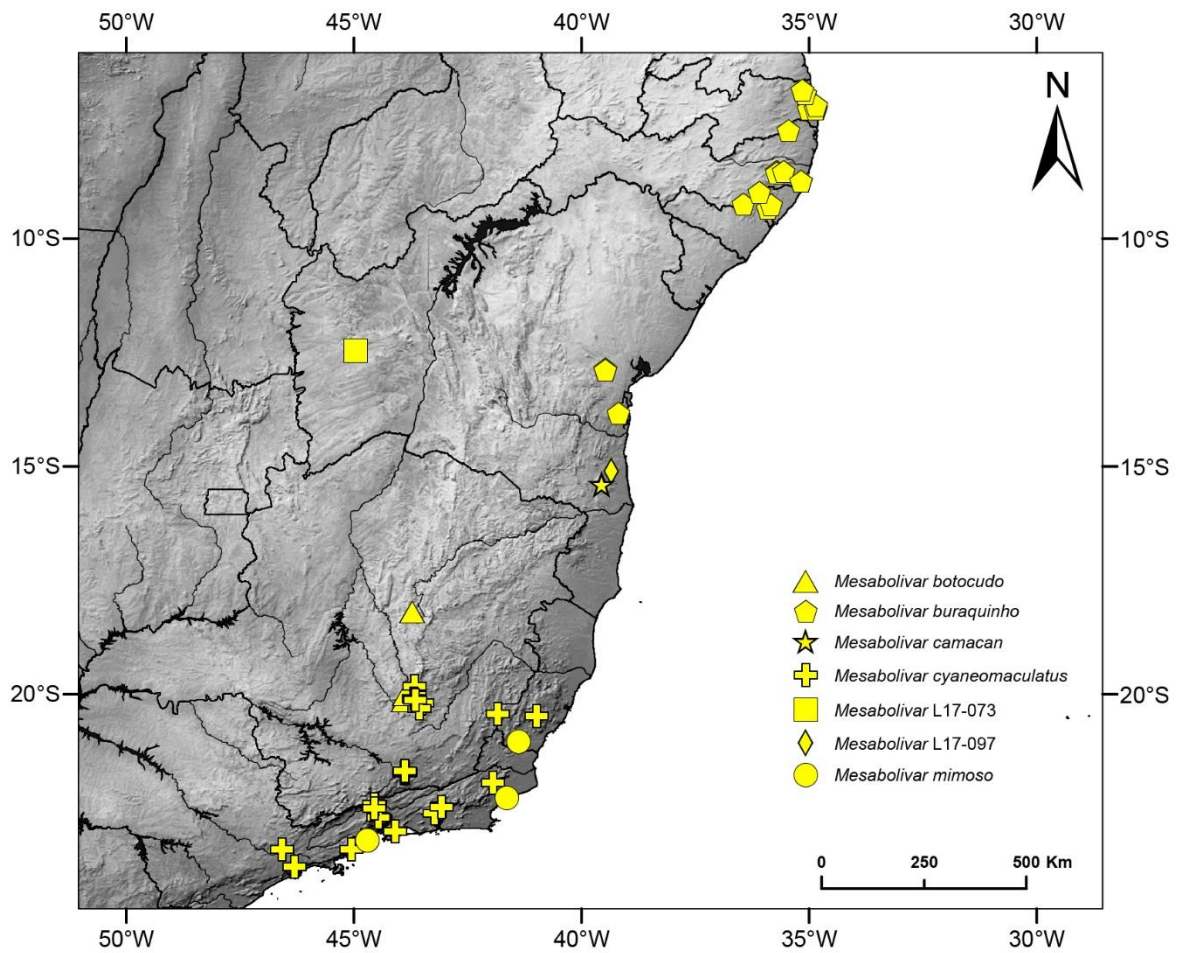 50°W 45°W 40°W 35°W 30°W
N
10°S 10°S
15°S 15°S
Mesabolivar botocudo
Mesabolivar buraquinho
Mesabolivar camacan
Mesabolivar cyaneomaculatus
20°S 20°S
Mesabolivar L17-073
Mesabolivar L17-097
Mesabolivar mimoso
0 250 500 Km
50°W 45°W 40°W 35°W 30°W